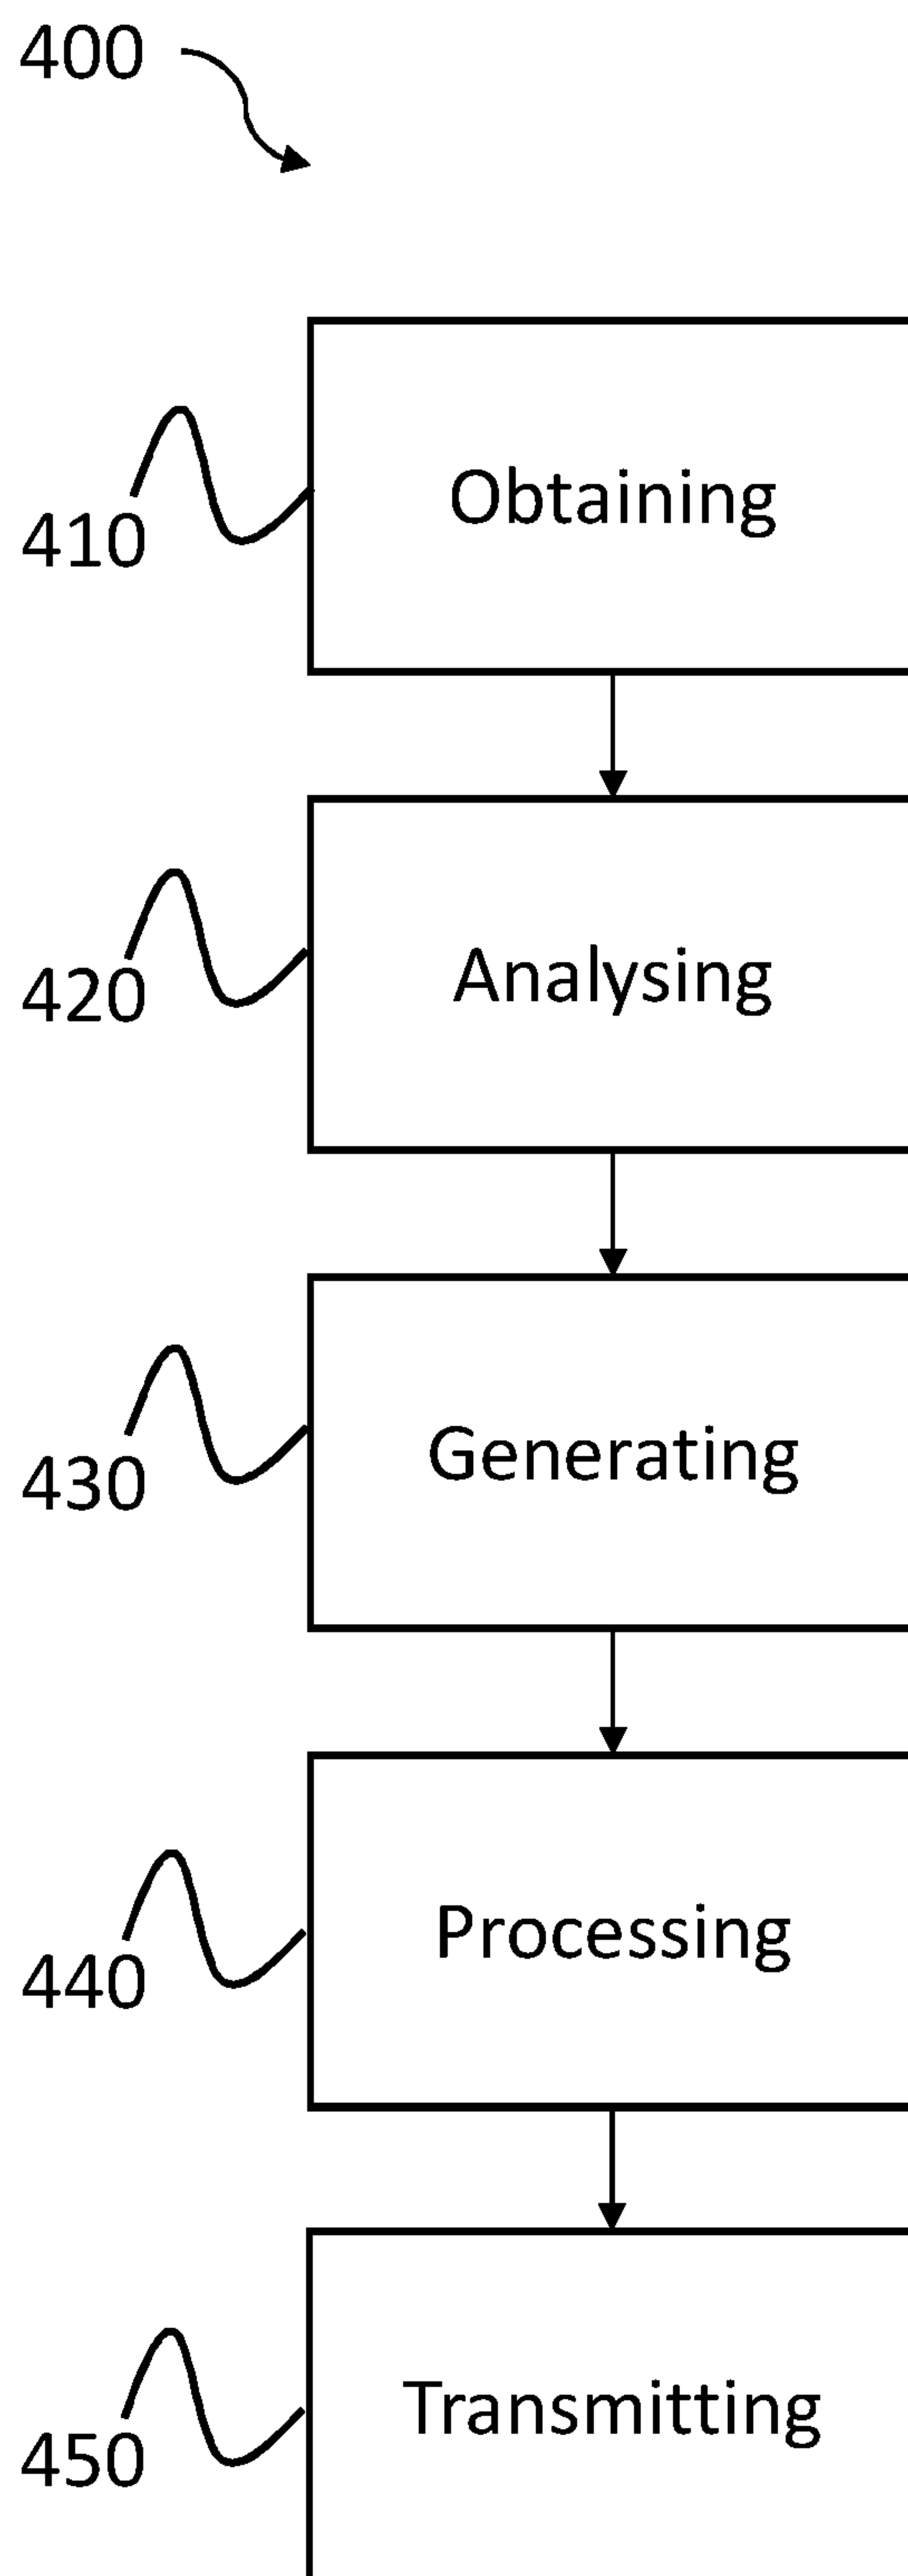 400
Obtaining
410
Analysing
420
Generating
430
Processing
440
Transmitting
450